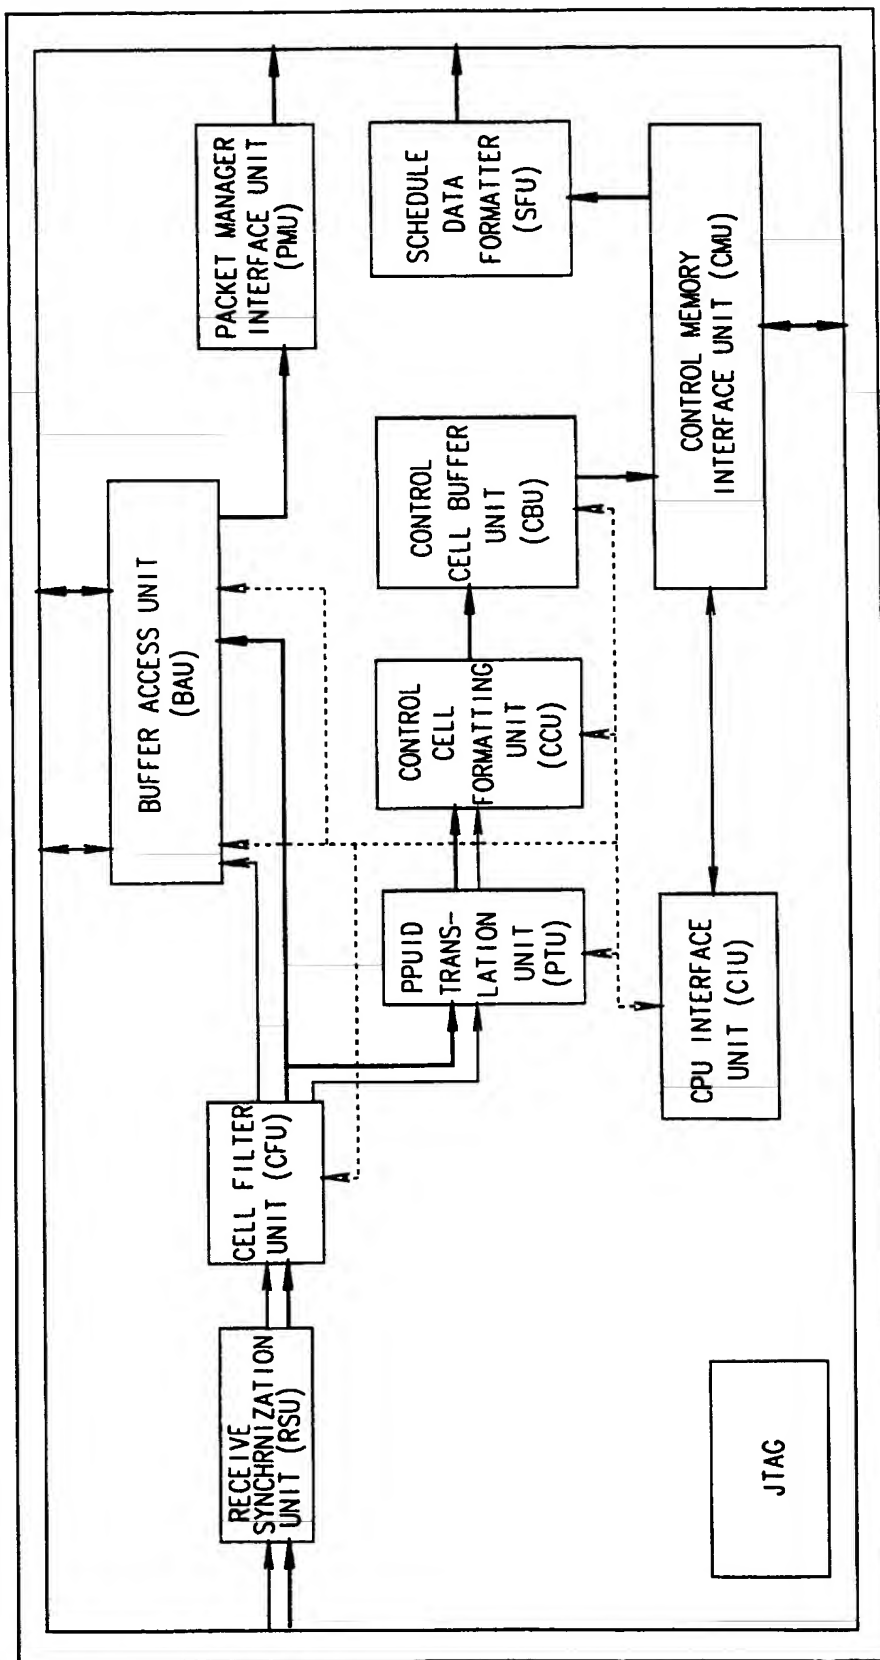 RECEIVE
SYNCHRNIZATION
UNIT (RSU)
CELL FILTER
UNIT (CFU)
BUFFER ACCESS UNIT
(BAU)
PACKET MANAGER
INTERFACE UNIT
(PMU)
PPUID
TRANS-
LATION
UNIT
(PTU)
CONTROL
CELL
FORMATTING
UNIT
(CCU)
CONTROL
CELL BUFFER
UNIT
(CBU)
SCHEDULE
DATA
FORMATTER
(SFU)
JTAG
CPU INTERFACE
UNIT (CIU)
CONTROL MEMORY
INTERFACE UNIT (CMU)